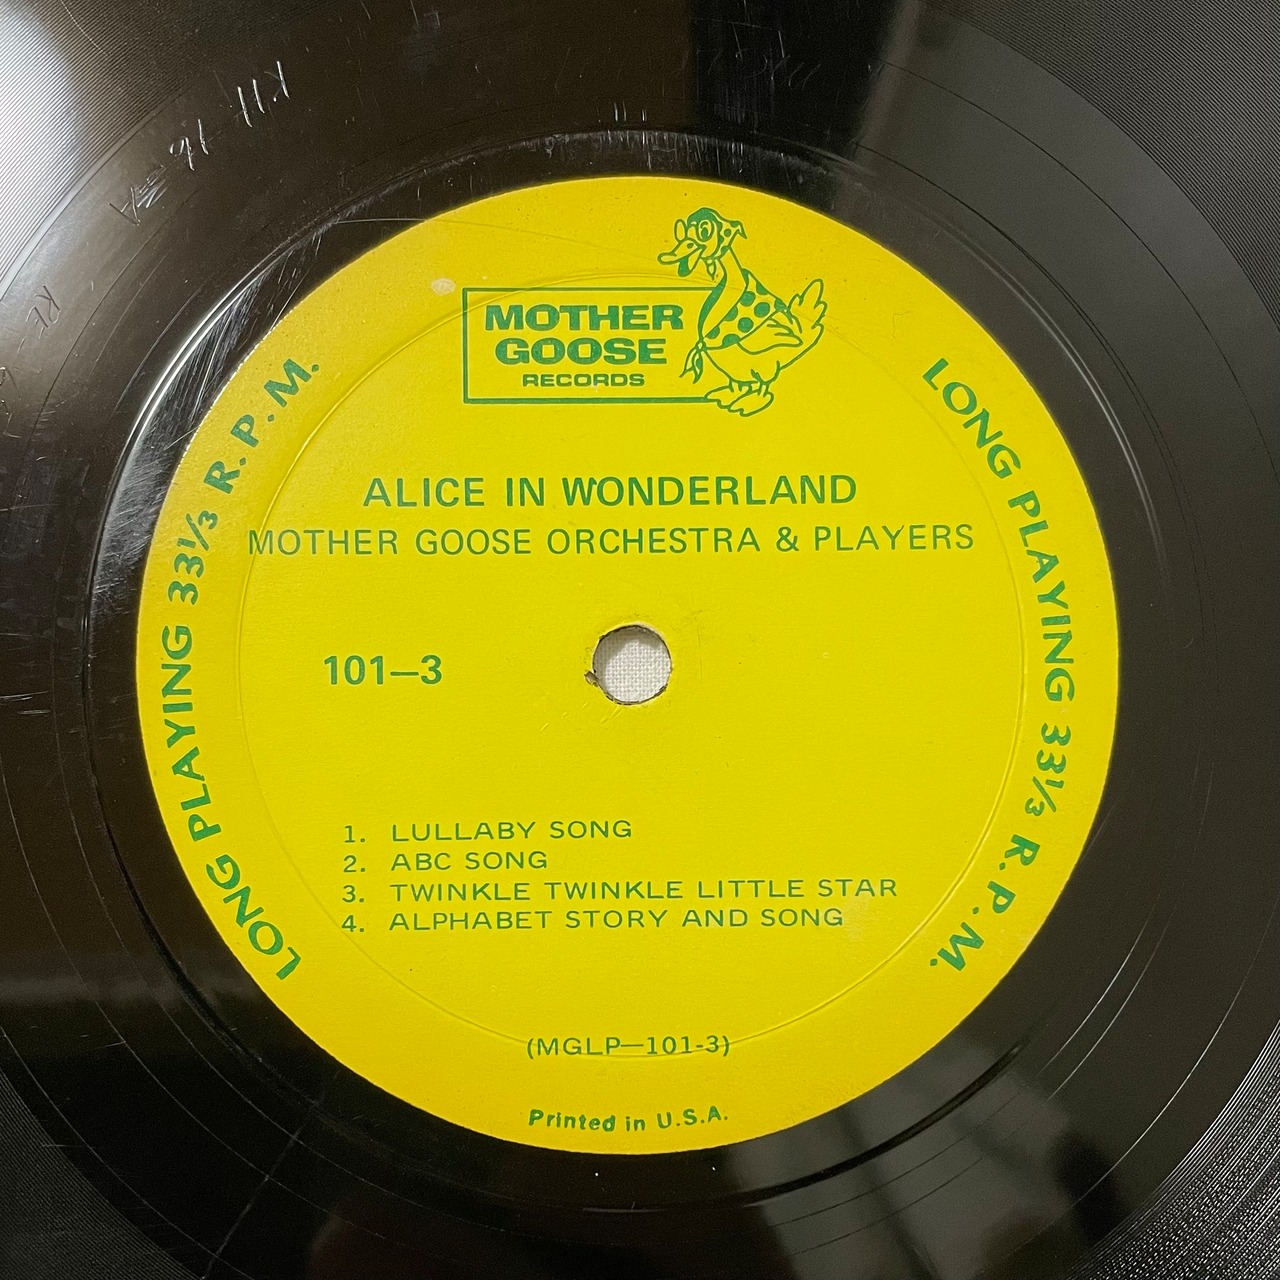 MOTHER
GOOSE
RECORDS
ALICE IN WONDERLAND
MOTHER GOOSE ORCHESTRA & PLAYERS
101—3
1. LULLABY SONG
2. ABC SONG
3. TWINKLE TWINKLE LITTLE STAR
4. ALPHABET STORY AND SONG
(MGLP—101-3)
Printed in U.S.A.
LONG PLAYING 33⅓ R.P.M.
LONG PLAYING 33⅓ R.P.M.